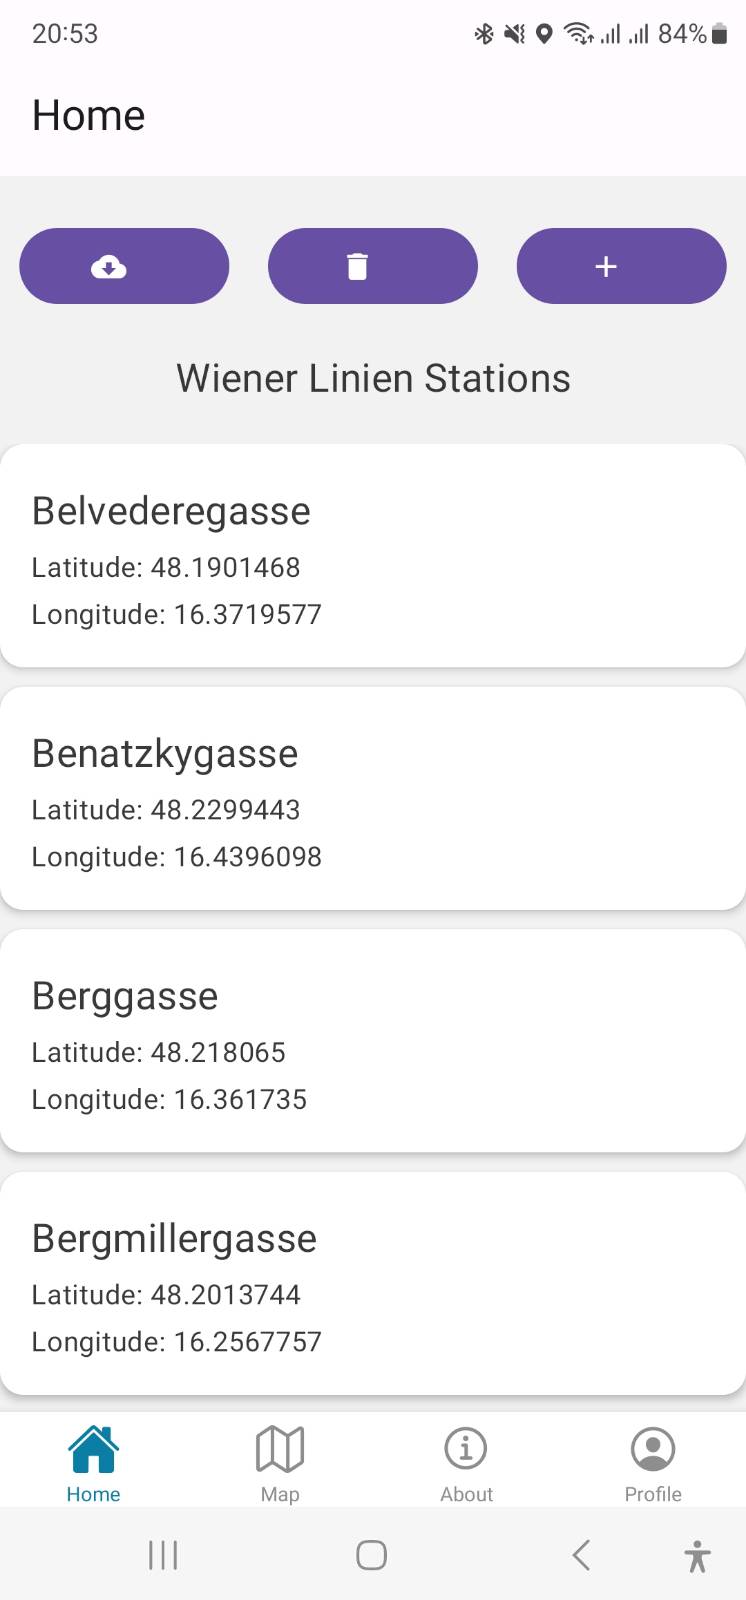 20:53
84%
Home
Wiener Linien Stations
Belvederegasse
Latitude: 48.1901468
Longitude: 16.3719577
Benatzkygasse
Latitude: 48.2299443
Longitude: 16.4396098
Berggasse
Latitude: 48.218065
Longitude: 16.361735
Bergmillergasse
Latitude: 48.2013744
Longitude: 16.2567757
Home
Map
About
Profile